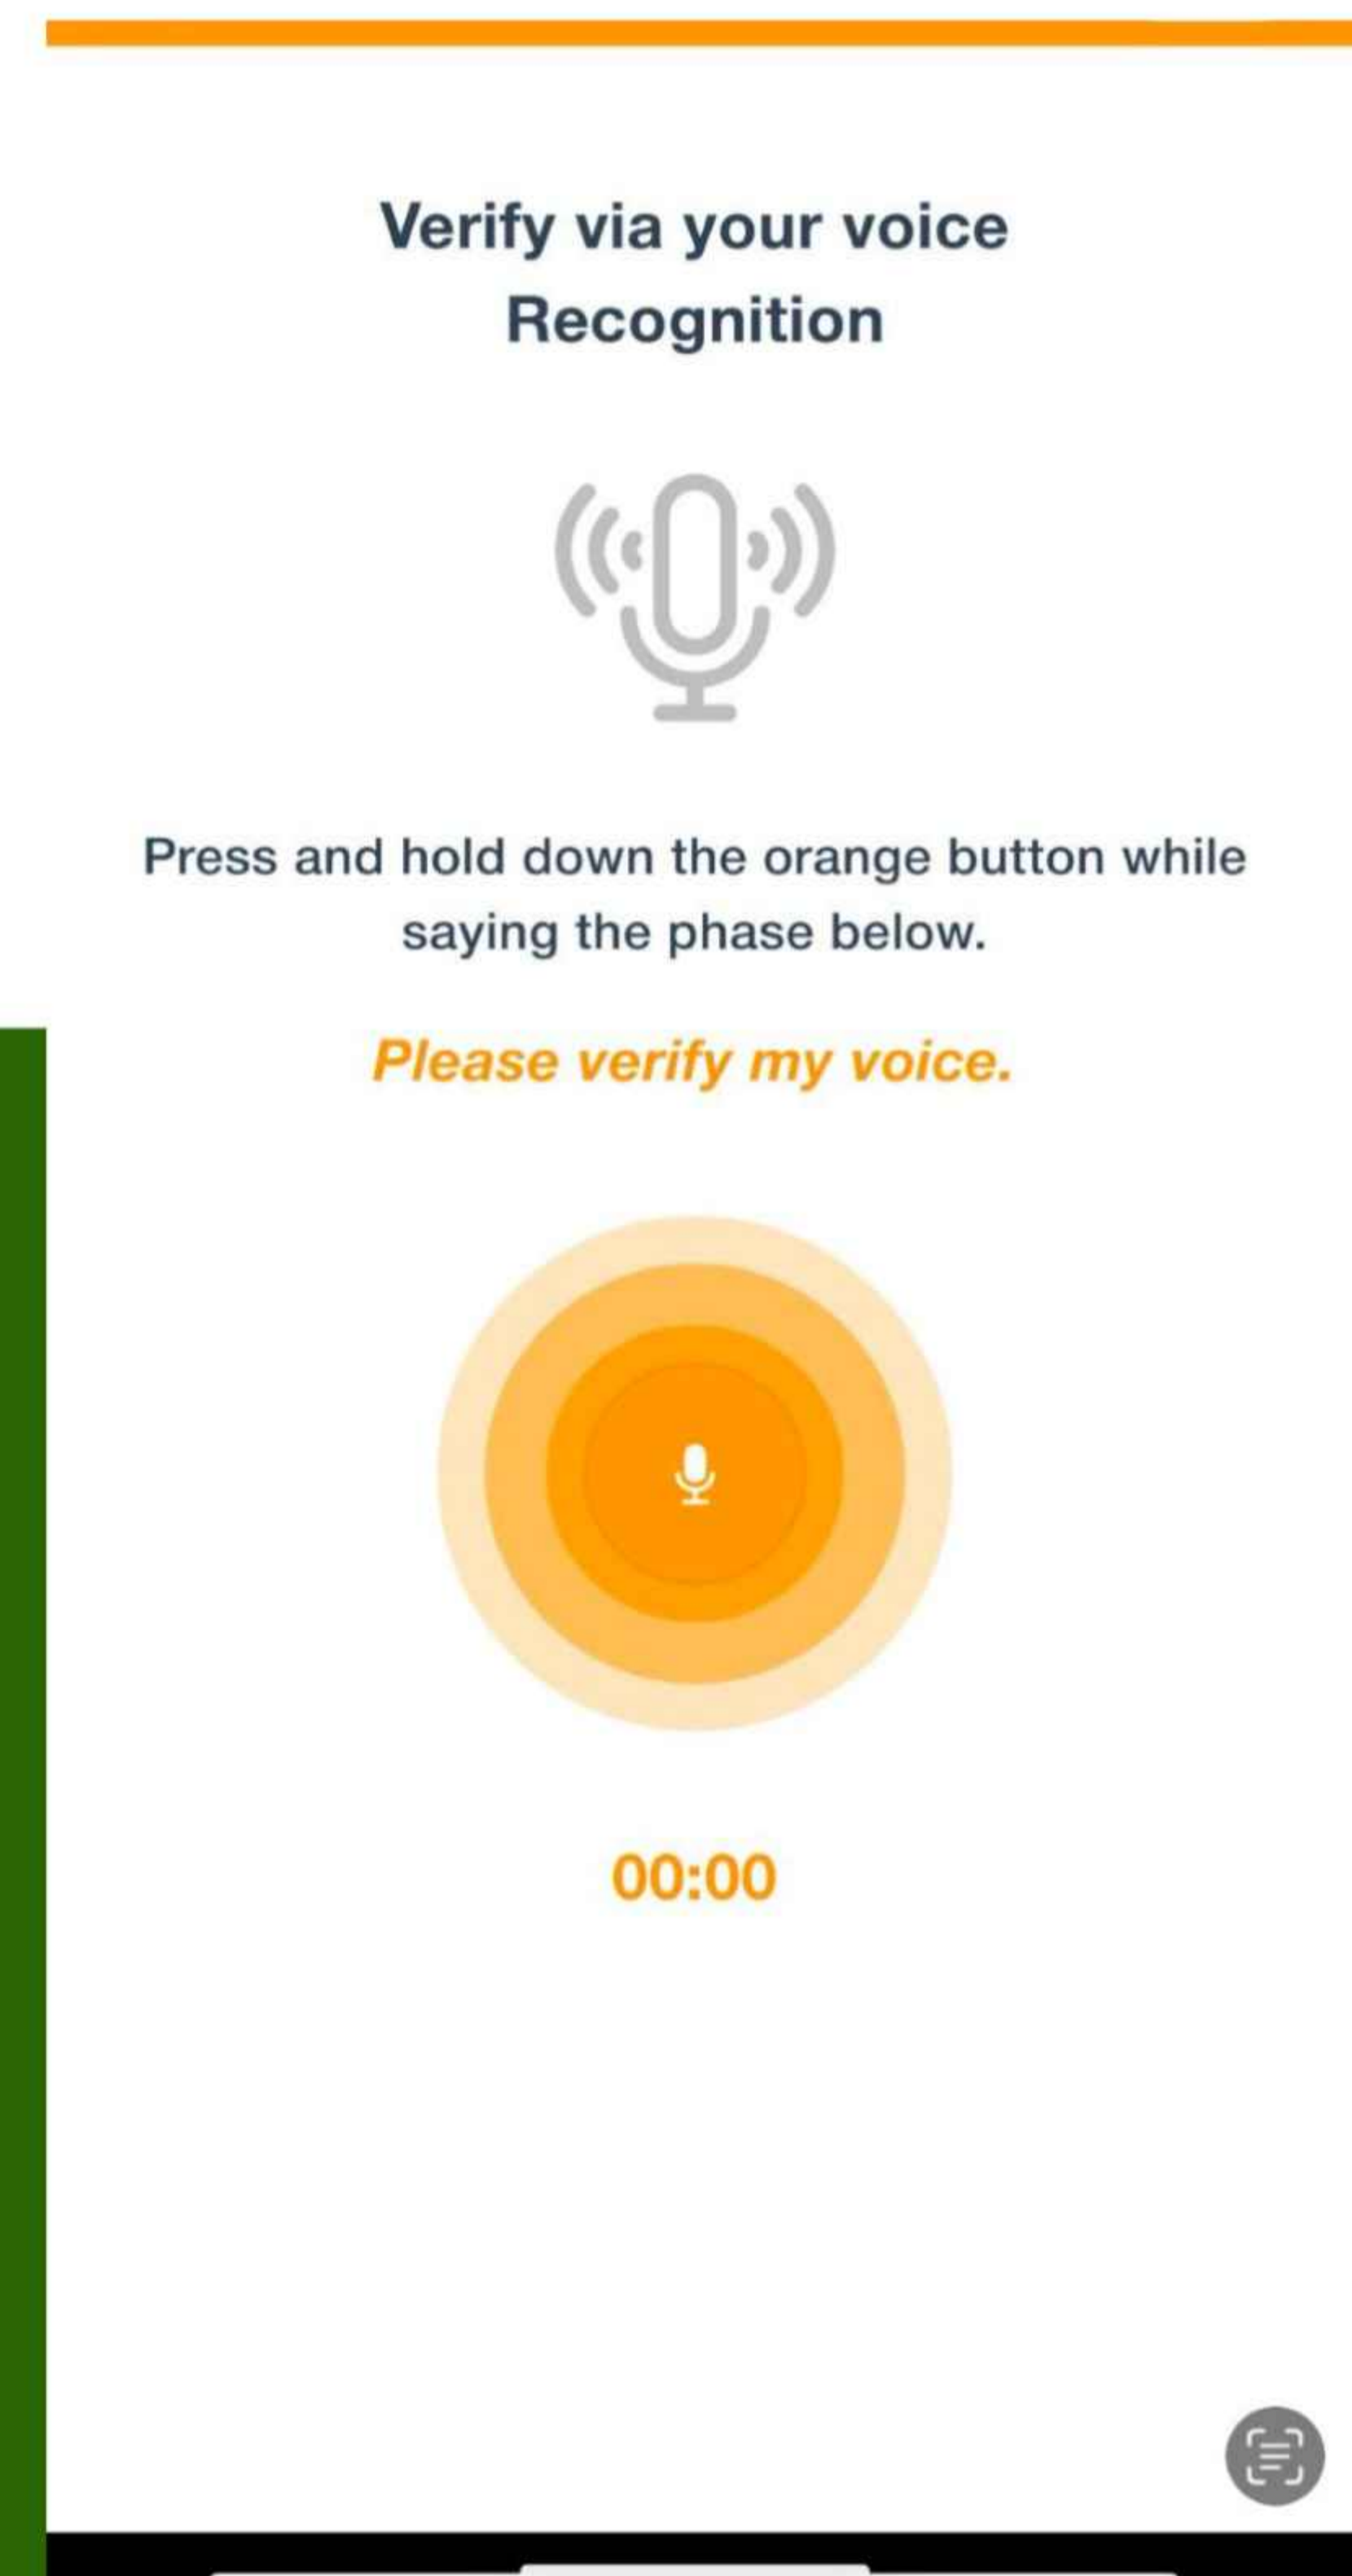 Verify via your voice
Recognition
Press and hold down the orange button while
saying the phase below.
Please verify my voice.
00:00